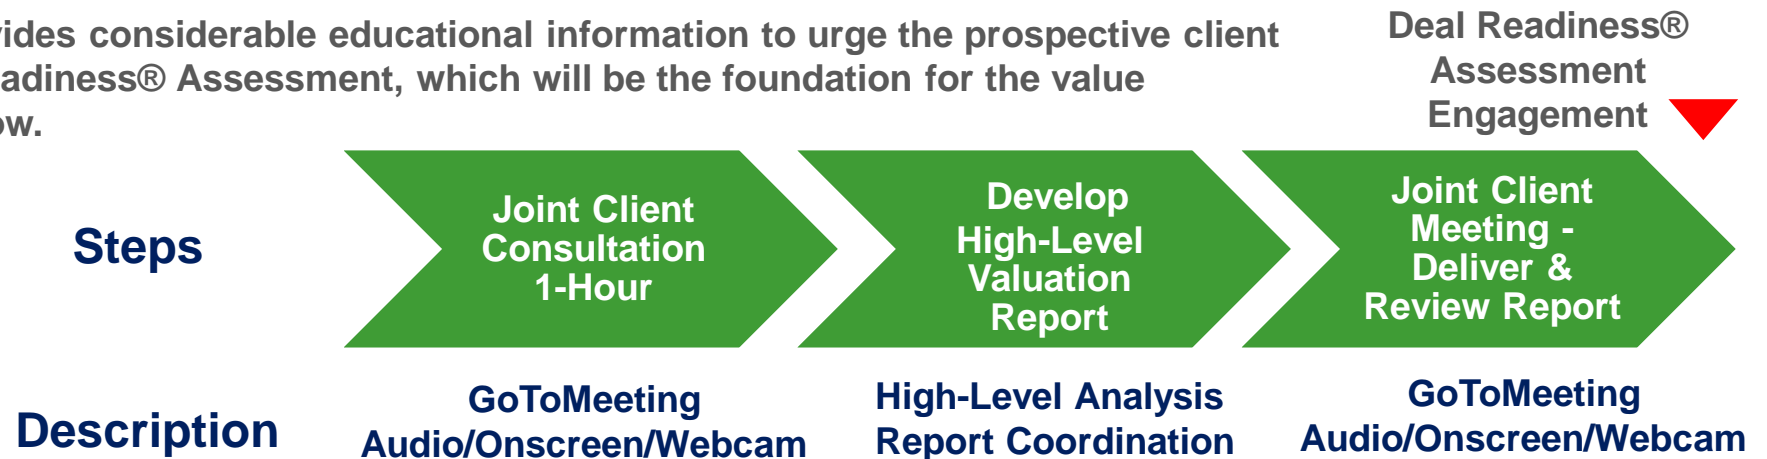 vides considerable educational information to urge the prospective client
adiness® Assessment, which will be the foundation for the value
ow.
Deal Readiness®
Assessment
Engagement
Steps
Joint Client
Consultation
1-Hour
Develop
High-Level
Valuation
Report
Joint Client
Meeting -
Deliver &
Review Report
Description
GoToMeeting
Audio/Onscreen/Webcam
High-Level Analysis
Report Coordination
GoToMeeting
Audio/Onscreen/Webcam